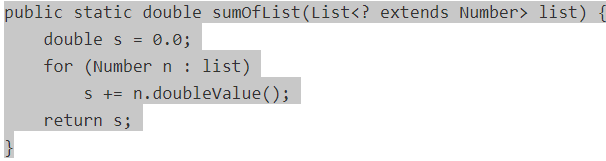 public static double sumOfList(List<? extends Number> list) {
    double s = 0.0;
    for (Number n : list)
        s += n.doubleValue();
    return s;
}